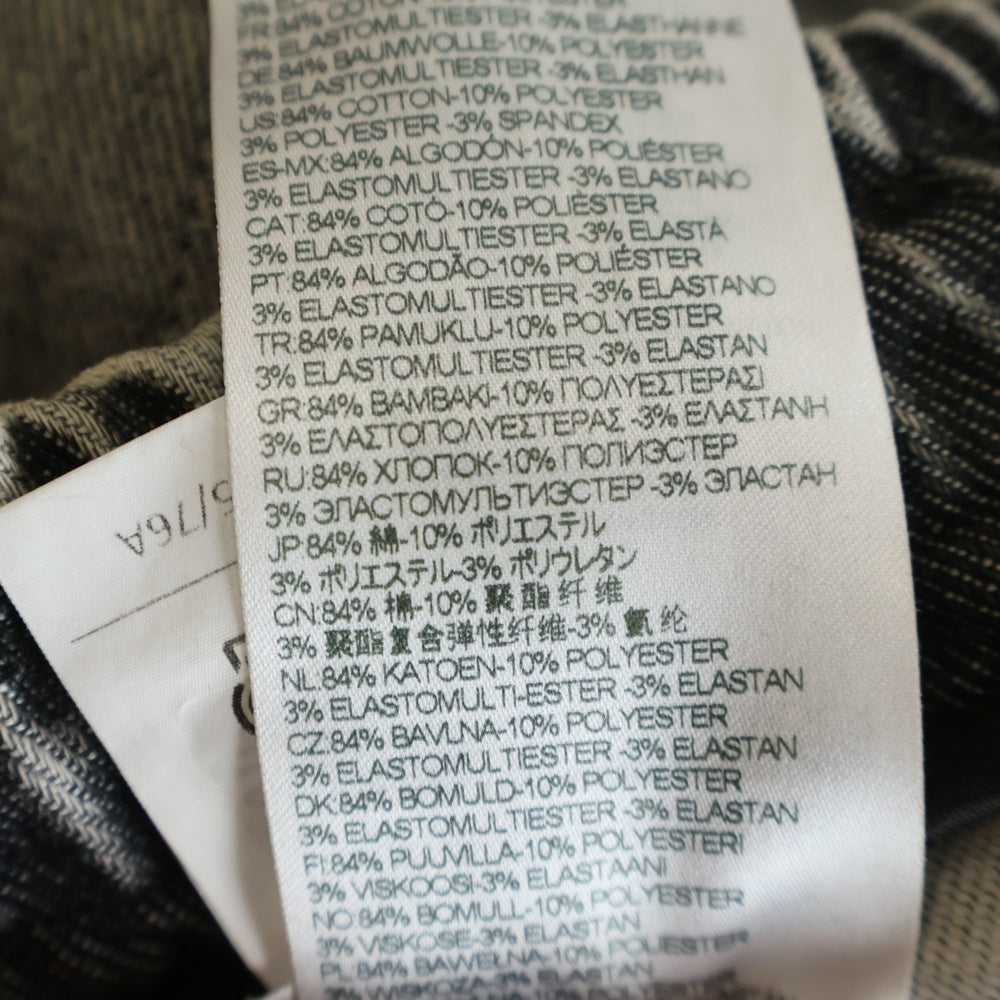 FR:84% COTON-10% POLYESTER
3% ELASTOMULTIESTER -3% ELASTHANNE
DE:84% BAUMWOLLE-10% POLYESTER
3% ELASTOMULTIESTER -3% ELASTHAN
US:84% COTTON-10% POLYESTER
3% POLYESTER -3% SPANDEX
ES-MX:84% ALGODÓN-10% POLIÉSTER
3% ELASTOMULTIESTER -3% ELASTANO
CAT:84% COTÓ-10% POLIÈSTER
3% ELASTOMULTIESTER -3% ELASTÀ
PT:84% ALGODÃO-10% POLIÉSTER
3% ELASTOMULTIESTER -3% ELASTANO
TR:84% PAMUKLU-10% POLYESTER
3% ELASTOMULTIESTER -3% ELASTAN
GR:84% ΒΑΜΒΑΚΙ-10% ΠΟΛΥΕΣΤΕΡΑΣΙ
3% ΕΛΑΣΤΟΠΟΛΥΕΣΤΕΡΑΣ -3% ΕΛΑΣΤΑΝΗ
RU:84% ХЛОПОК-10% ПОЛИЭСТЕР
3% ЭЛАСТОМУЛЬТИЭСТЕР -3% ЭЛАСТАН
JP:84% 綿-10% ポリエステル
3% ポリエステル-3% ポリウレタン
CN:84% 棉-10% 聚酯纤维
3% 聚酯复合弹性纤维-3% 氨纶
NL:84% KATOEN-10% POLYESTER
3% ELASTOMULTI-ESTER -3% ELASTAN
CZ:84% BAVLNA-10% POLYESTER
3% ELASTOMULTIESTER -3% ELASTAN
DK:84% BOMULD-10% POLYESTER
3% ELASTOMULTIESTER -3% ELASTAN
FI:84% PUUVILLA-10% POLYESTERI
3% VISKOOSI-3% ELASTAANI
NO:84% BOMULL-10% POLYESTER
3% VISKOSE-3% ELASTAN
PL:84% BAWEŁNA-10% POLIESTER
3% WISKOZA-3% ELASTAN
/76A